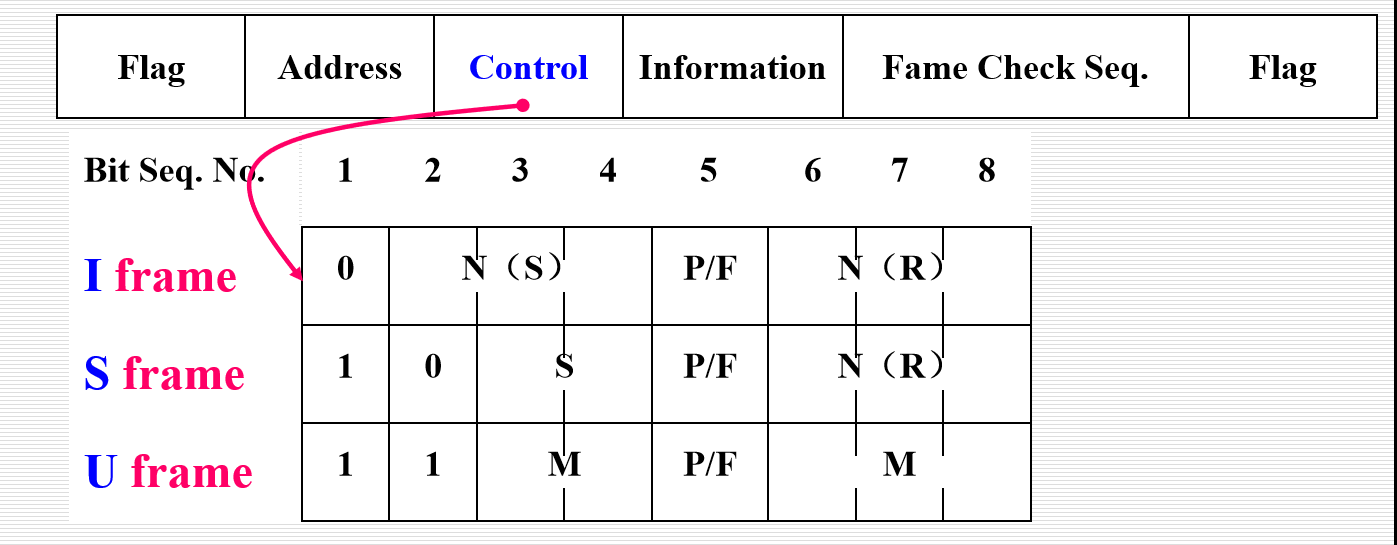 Flag Address Control Information Fame Check Seq. Flag
Bit Seq. No. 1 2 3 4 5 6 7 8
I frame 0 N（S） P/F N（R）
S frame 1 0 S P/F N（R）
U frame 1 1 M P/F M